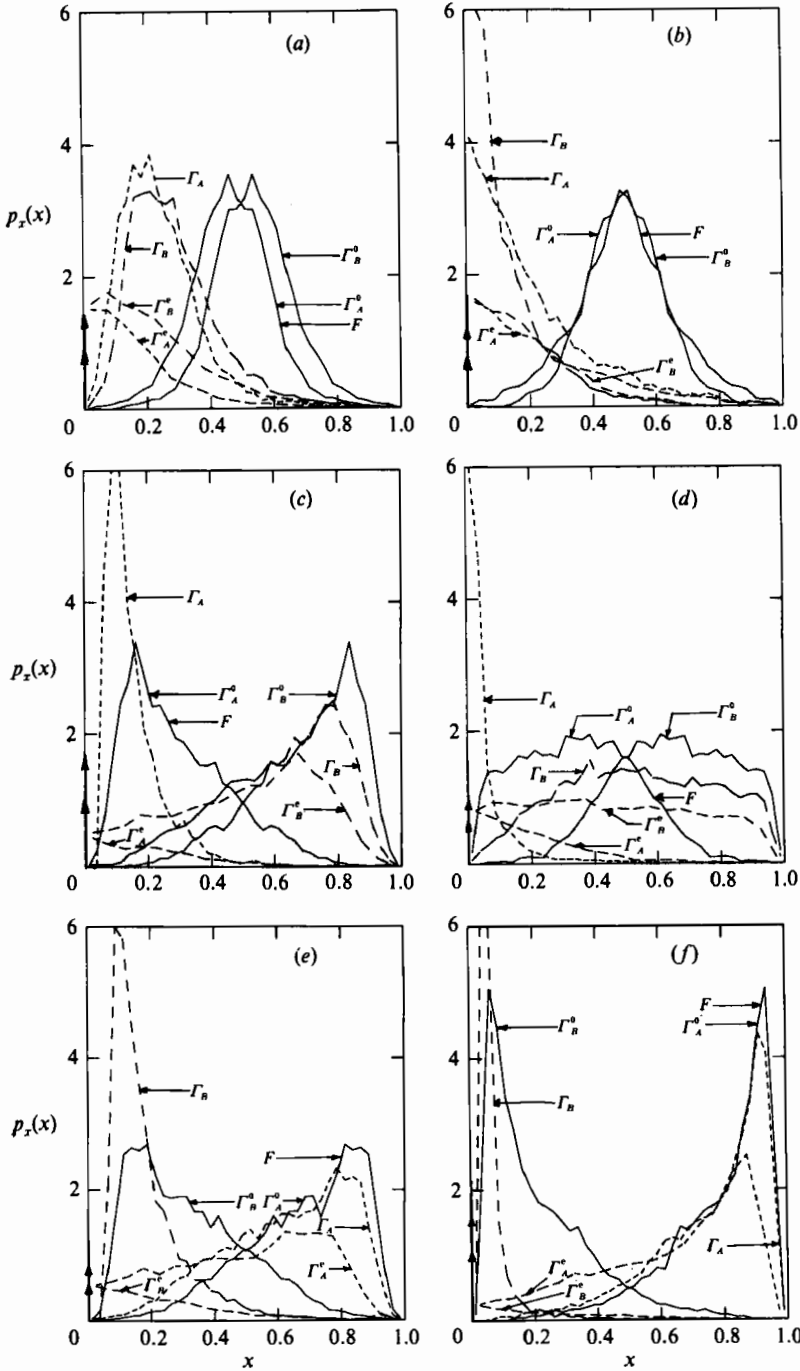 6 (a) 6 (b)
4 Γ_A 4 Γ_B
Γ_A
p_x(x) Γ_B Γ_B^0 Γ_A^0 F Γ_B^0
2 Γ_B^e Γ_A^0 2
Γ_A^e F Γ_A^e Γ_B^e
0 0.2 0.4 0.6 0.8 1.0 0 0.2 0.4 0.6 0.8 1.0
6 (c) 6 (d)
4 Γ_A 4
p_x(x) Γ_A^0 Γ_B^0 Γ_A Γ_A^0 Γ_B^0
2 F Γ_B 2 Γ_B
Γ_A^e Γ_B^e F Γ_B^e Γ_A^e
0 0.2 0.4 0.6 0.8 1.0 0 0.2 0.4 0.6 0.8 1.0
6 (e) 6 (f)
F
4 Γ_B 4 Γ_B^0 Γ_A^0
p_x(x) F Γ_B
2 Γ_B^0 Γ_A^0 2
Γ_B^e A Γ_A^e Γ_A^e Γ_B^e Γ_A
0 0.2 0.4 0.6 0.8 1.0 0 0.2 0.4 0.6 0.8 1.0
x x